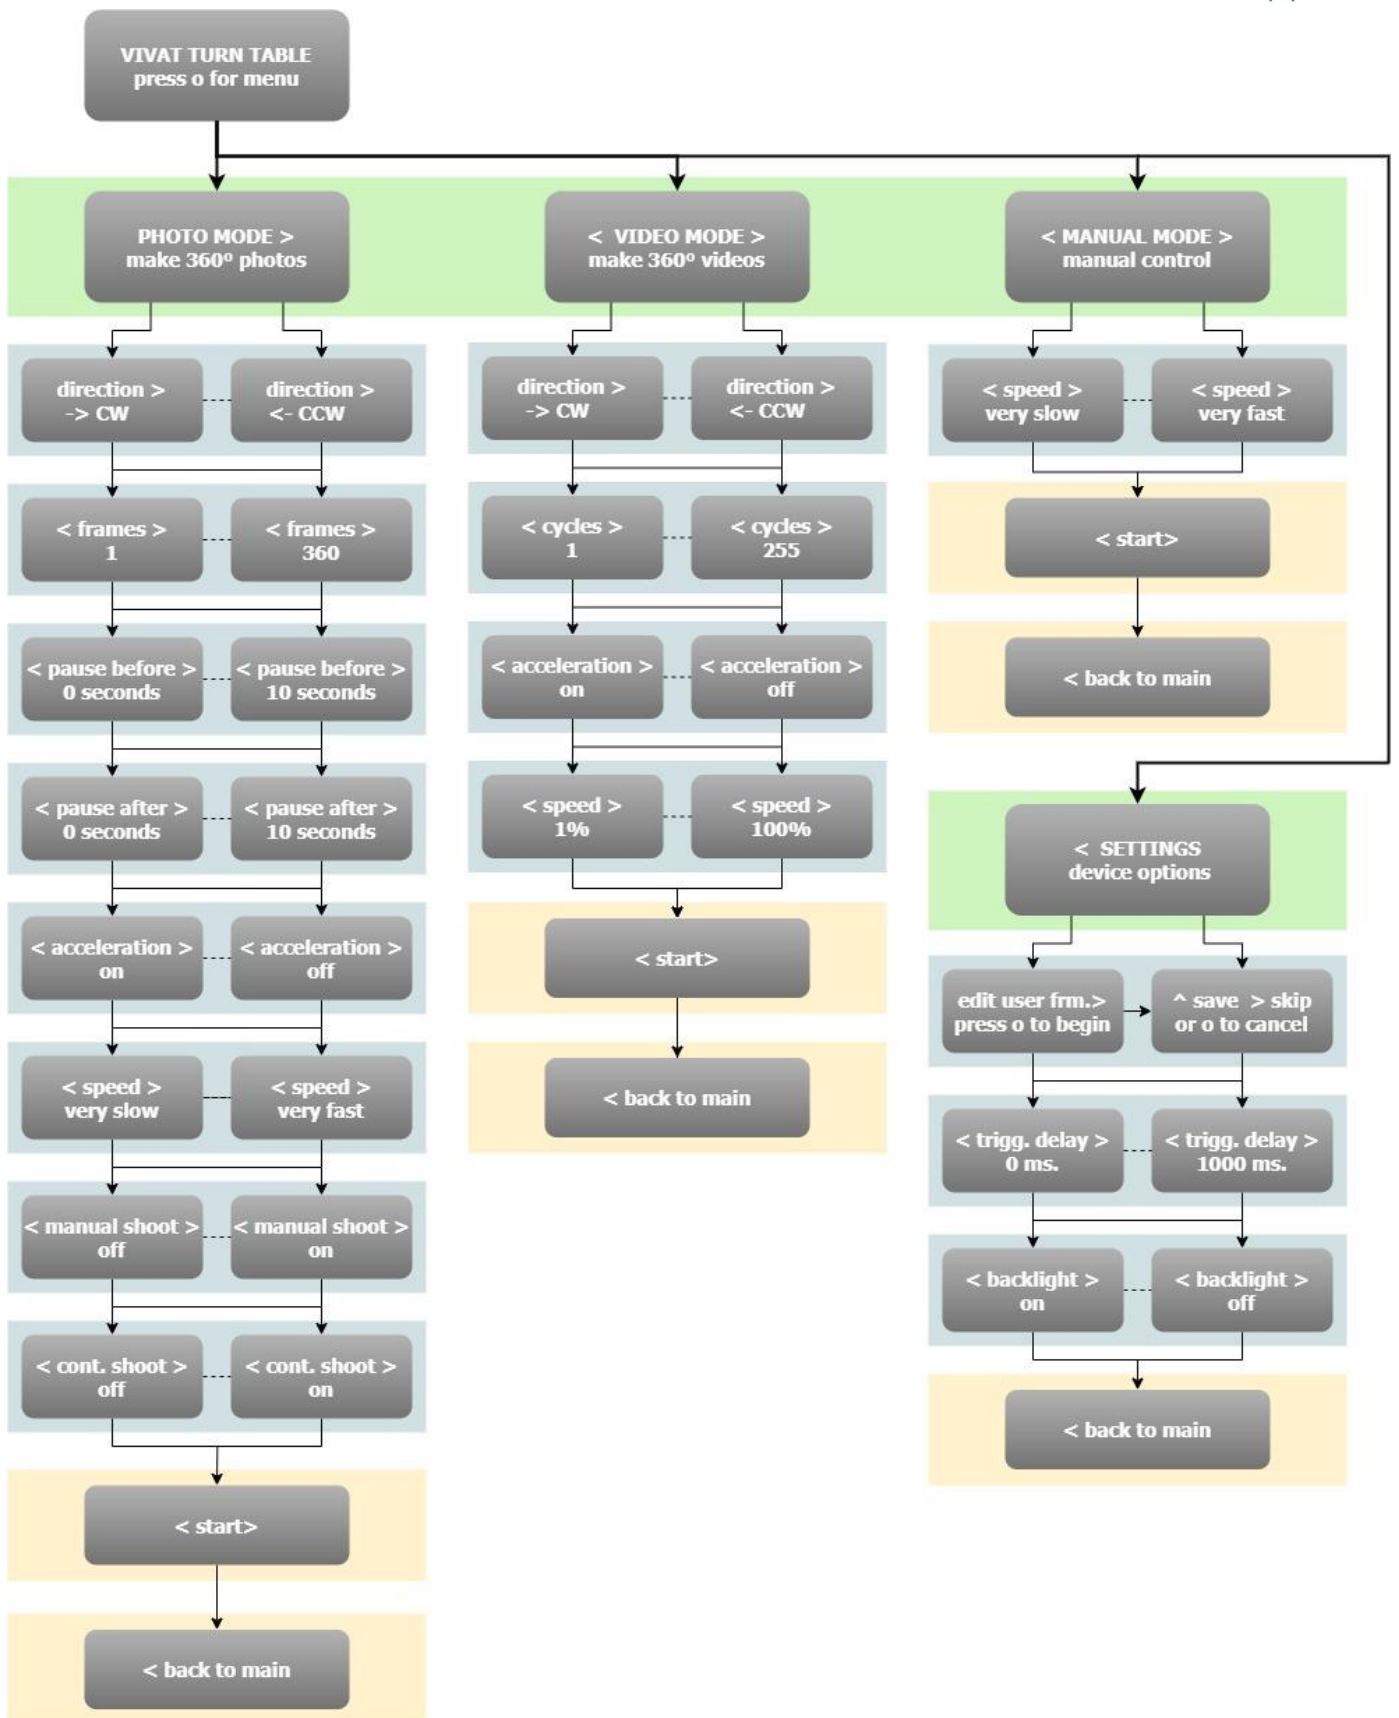 VIVAT TURN TABLE
press o for menu
PHOTO MODE >
make 360º photos
< VIDEO MODE >
make 360º videos
< MANUAL MODE >
manual control
direction >
-> CW
direction >
<- CCW
< frames >
1
< frames >
360
< pause before >
0 seconds
< pause before >
10 seconds
< pause after >
0 seconds
< pause after >
10 seconds
< acceleration >
on
< acceleration >
off
< speed >
very slow
< speed >
very fast
< manual shoot >
off
< manual shoot >
on
< cont. shoot >
off
< cont. shoot >
on
< start>
< back to main
direction >
-> CW
direction >
<- CCW
< cycles >
1
< cycles >
255
< acceleration >
on
< acceleration >
off
< speed >
1%
< speed >
100%
< start>
< back to main
< speed >
very slow
< speed >
very fast
< start>
< back to main
< SETTINGS
device options
edit user frm.>
press o to begin
^ save > skip
or o to cancel
< trigg. delay >
0 ms.
< trigg. delay >
1000 ms.
< backlight >
on
< backlight >
off
< back to main